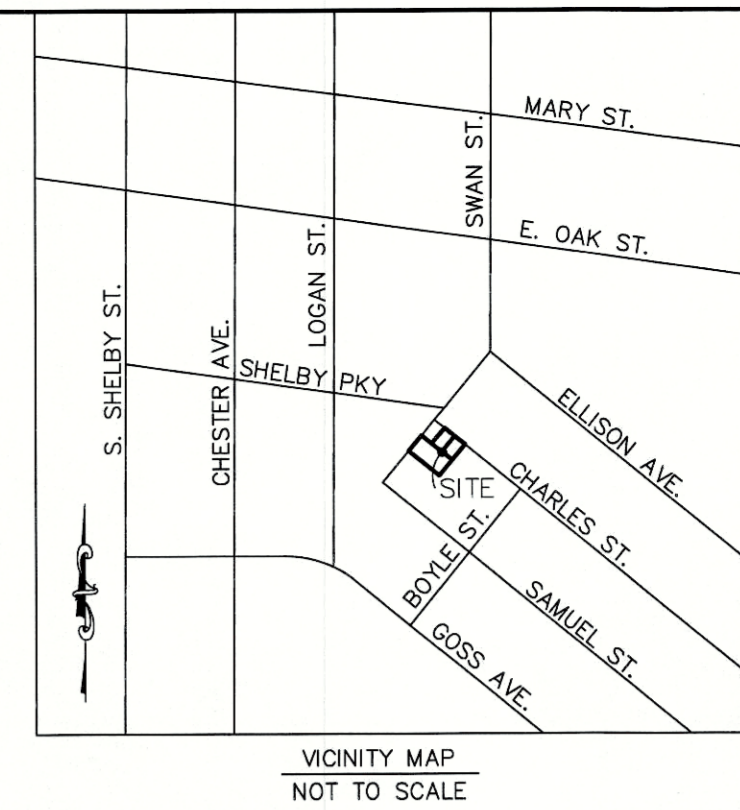 MARY ST.
SWAN ST.
E. OAK ST.
LOGAN ST.
S. SHELBY ST.
CHESTER AVE.
SHELBY PKY
ELLISON AVE.
SITE
CHARLES ST.
BOYLE ST.
SAMUEL ST.
GOSS AVE.
VICINITY MAP
NOT TO SCALE